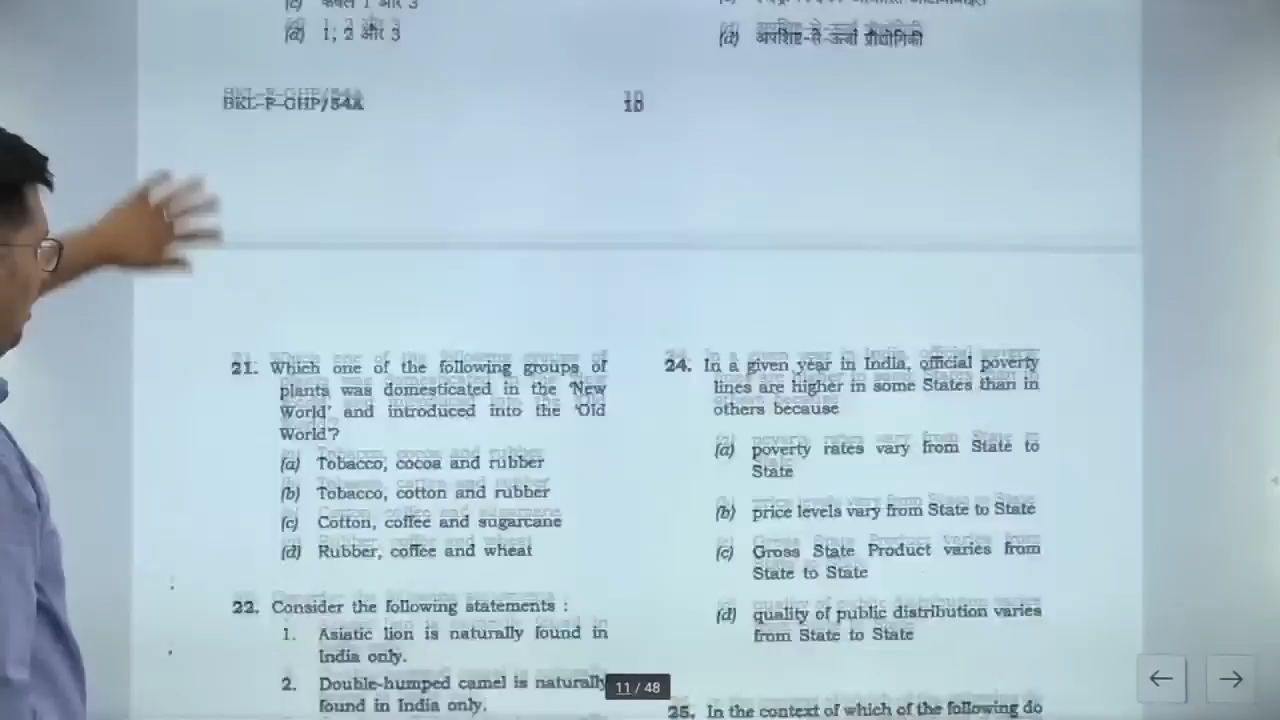 (c) केवल 1 और 3
(d) 1, 2 और 3
(d) अपशिष्ट-से-ऊर्जा प्रौद्योगिकी
BKL-F-GHP/54A
10
21. Which one of the following groups of
plants was domesticated in the 'New
World' and introduced into the 'Old
World'?
(a) Tobacco, cocoa and rubber
(b) Tobacco, cotton and rubber
(c) Cotton, coffee and sugarcane
(d) Rubber, coffee and wheat
22. Consider the following statements :
1. Asiatic lion is naturally found in
India only.
2. Double-humped camel is naturally
found in India only.
24. In a given year in India, official poverty
lines are higher in some States than in
others because
(a) poverty rates vary from State to
State
(b) price levels vary from State to State
(c) Gross State Product varies from
State to State
(d) quality of public distribution varies
from State to State
25. In the context of which of the following do
11 / 48